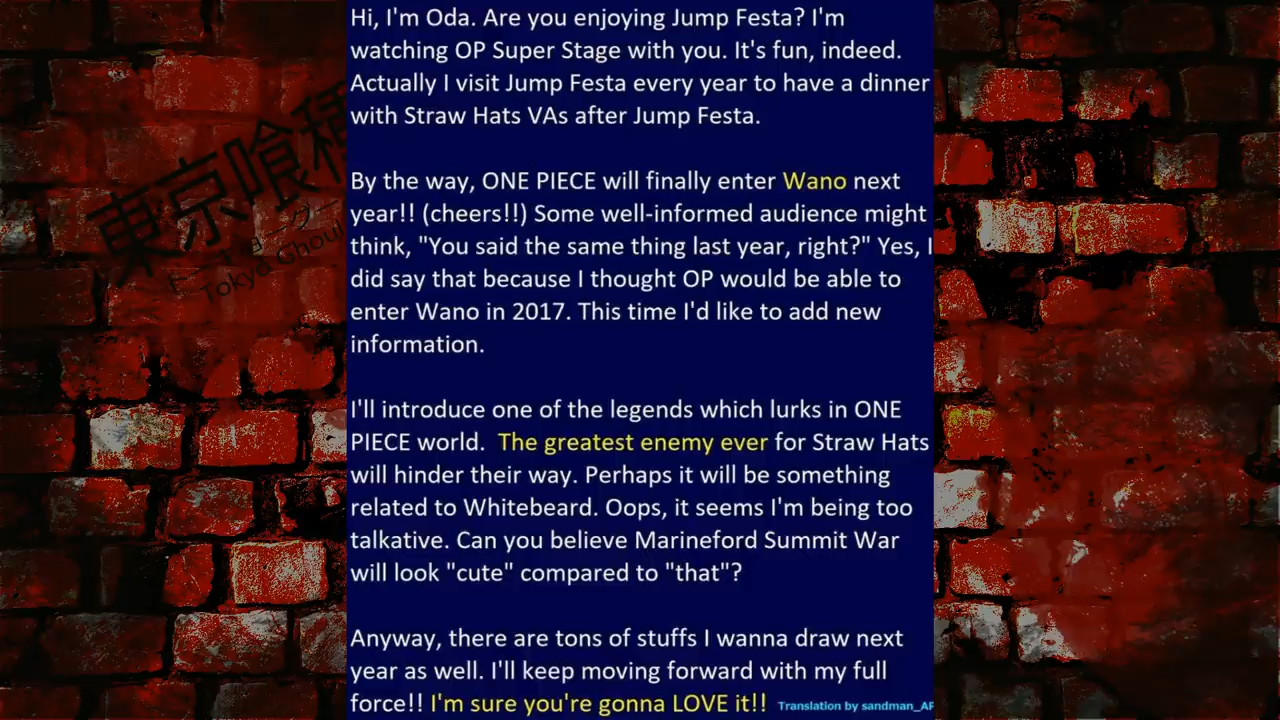 Hi, I'm Oda. Are you enjoying Jump Festa? I'm
watching OP Super Stage with you. It's fun, indeed.
Actually I visit Jump Festa every year to have a dinner
with Straw Hats VAs after Jump Festa.
By the way, ONE PIECE will finally enter Wano next
year!! (cheers!!) Some well-informed audience might
think, "You said the same thing last year, right?" Yes, I
did say that because I thought OP would be able to
enter Wano in 2017. This time I'd like to add new
information.
I'll introduce one of the legends which lurks in ONE
PIECE world. The greatest enemy ever for Straw Hats
will hinder their way. Perhaps it will be something
related to Whitebeard. Oops, it seems I'm being too
talkative. Can you believe Marineford Summit War
will look "cute" compared to "that"?
Anyway, there are tons of stuffs I wanna draw next
year as well. I'll keep moving forward with my full
force!! I'm sure you're gonna LOVE it!! Translation by sandman_AP
東京喰種
Tokyo Ghoul